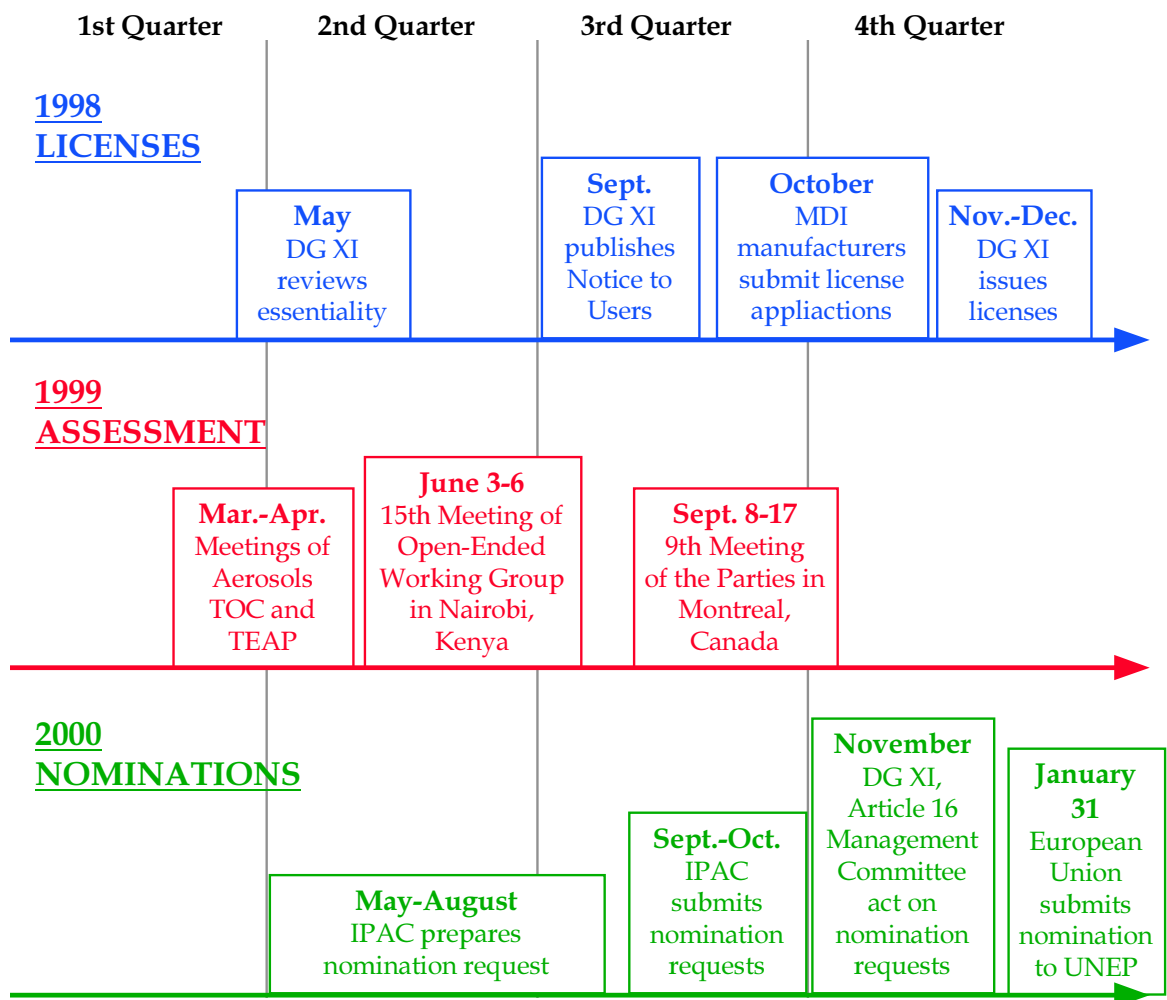 1st Quarter
2nd Quarter
3rd Quarter
4th Quarter
1998
LICENSES
May
DG XI
reviews
essentiality
Sept.
DG XI
publishes
Notice to
Users
October
MDI
manufacturers
submit license
appliactions
Nov.-Dec.
DG XI
issues
licenses
1999
ASSESSMENT
Mar.-Apr.
Meetings of
Aerosols
TOC and
TEAP
June 3-6
15th Meeting of
Open-Ended
Working Group
in Nairobi,
Kenya
Sept. 8-17
9th Meeting
of the Parties in
Montreal,
Canada
2000
NOMINATIONS
May-August
IPAC prepares
nomination request
Sept.-Oct.
IPAC
submits
nomination
requests
November
DG XI,
Article 16
Management
Committee
act on
nomination
requests
January
31
European
Union
submits
nomination
to UNEP